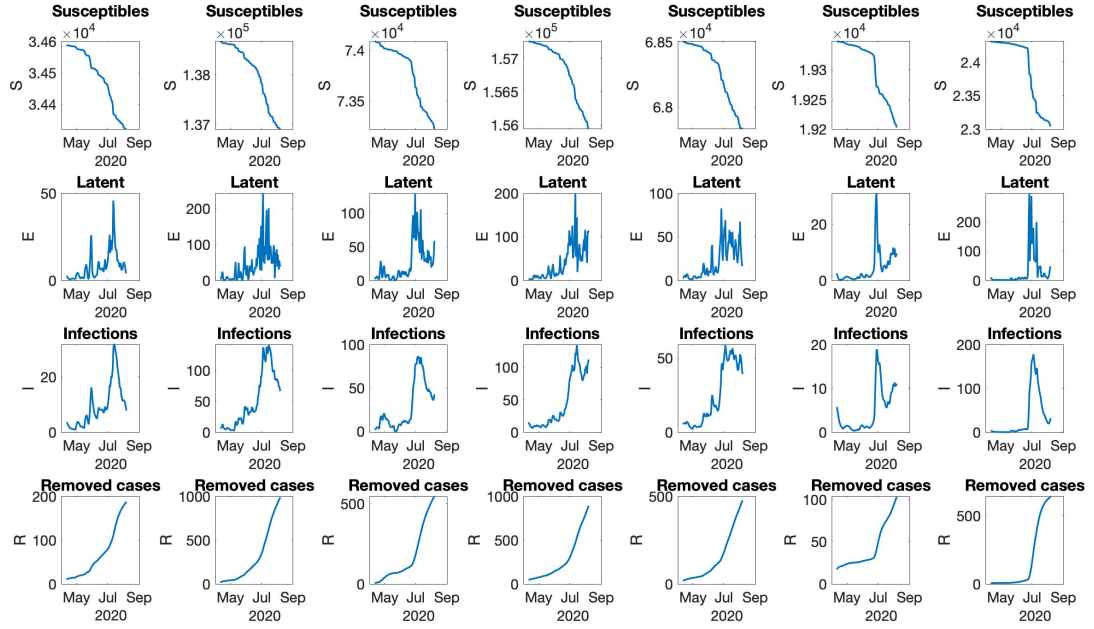 Susceptibles Susceptibles Susceptibles Susceptibles Susceptibles Susceptibles Susceptibles
×10⁴ ×10⁵ ×10⁴ ×10⁵ ×10⁴ ×10⁴ ×10⁴
3.46 7.4 1.57 6.85 1.93 2.4
3.45 1.38 1.565 1.925 2.35
S S S S S S S
3.44 1.37 7.35 1.56 6.8 1.92 2.3
May Jul Sep May Jul Sep May Jul Sep May Jul Sep May Jul Sep May Jul Sep May Jul Sep
2020 2020 2020 2020 2020 2020 2020
Latent Latent Latent Latent Latent Latent Latent
50 200 100 200 100 20 200
E E E E E E E
100 50 100 50 100
0 0 0 0 0 0 0
May Jul Sep May Jul Sep May Jul Sep May Jul Sep May Jul Sep May Jul Sep May Jul Sep
2020 2020 2020 2020 2020 2020 2020
Infections Infections Infections Infections Infections Infections Infections
20 100 100 100 50 20 200
I I I I I I I
50 50 50 10 100
0 0 0 0 0 0 0
May Jul Sep May Jul Sep May Jul Sep May Jul Sep May Jul Sep May Jul Sep May Jul Sep
2020 2020 2020 2020 2020 2020 2020
Removed cases Removed cases Removed cases Removed cases Removed cases Removed cases Removed cases
200 1000 500 1000 500 100 500
R R R R R R R
100 500 500 50
0 0 0 0 0 0 0
May Jul Sep May Jul Sep May Jul Sep May Jul Sep May Jul Sep May Jul Sep May Jul Sep
2020 2020 2020 2020 2020 2020 2020